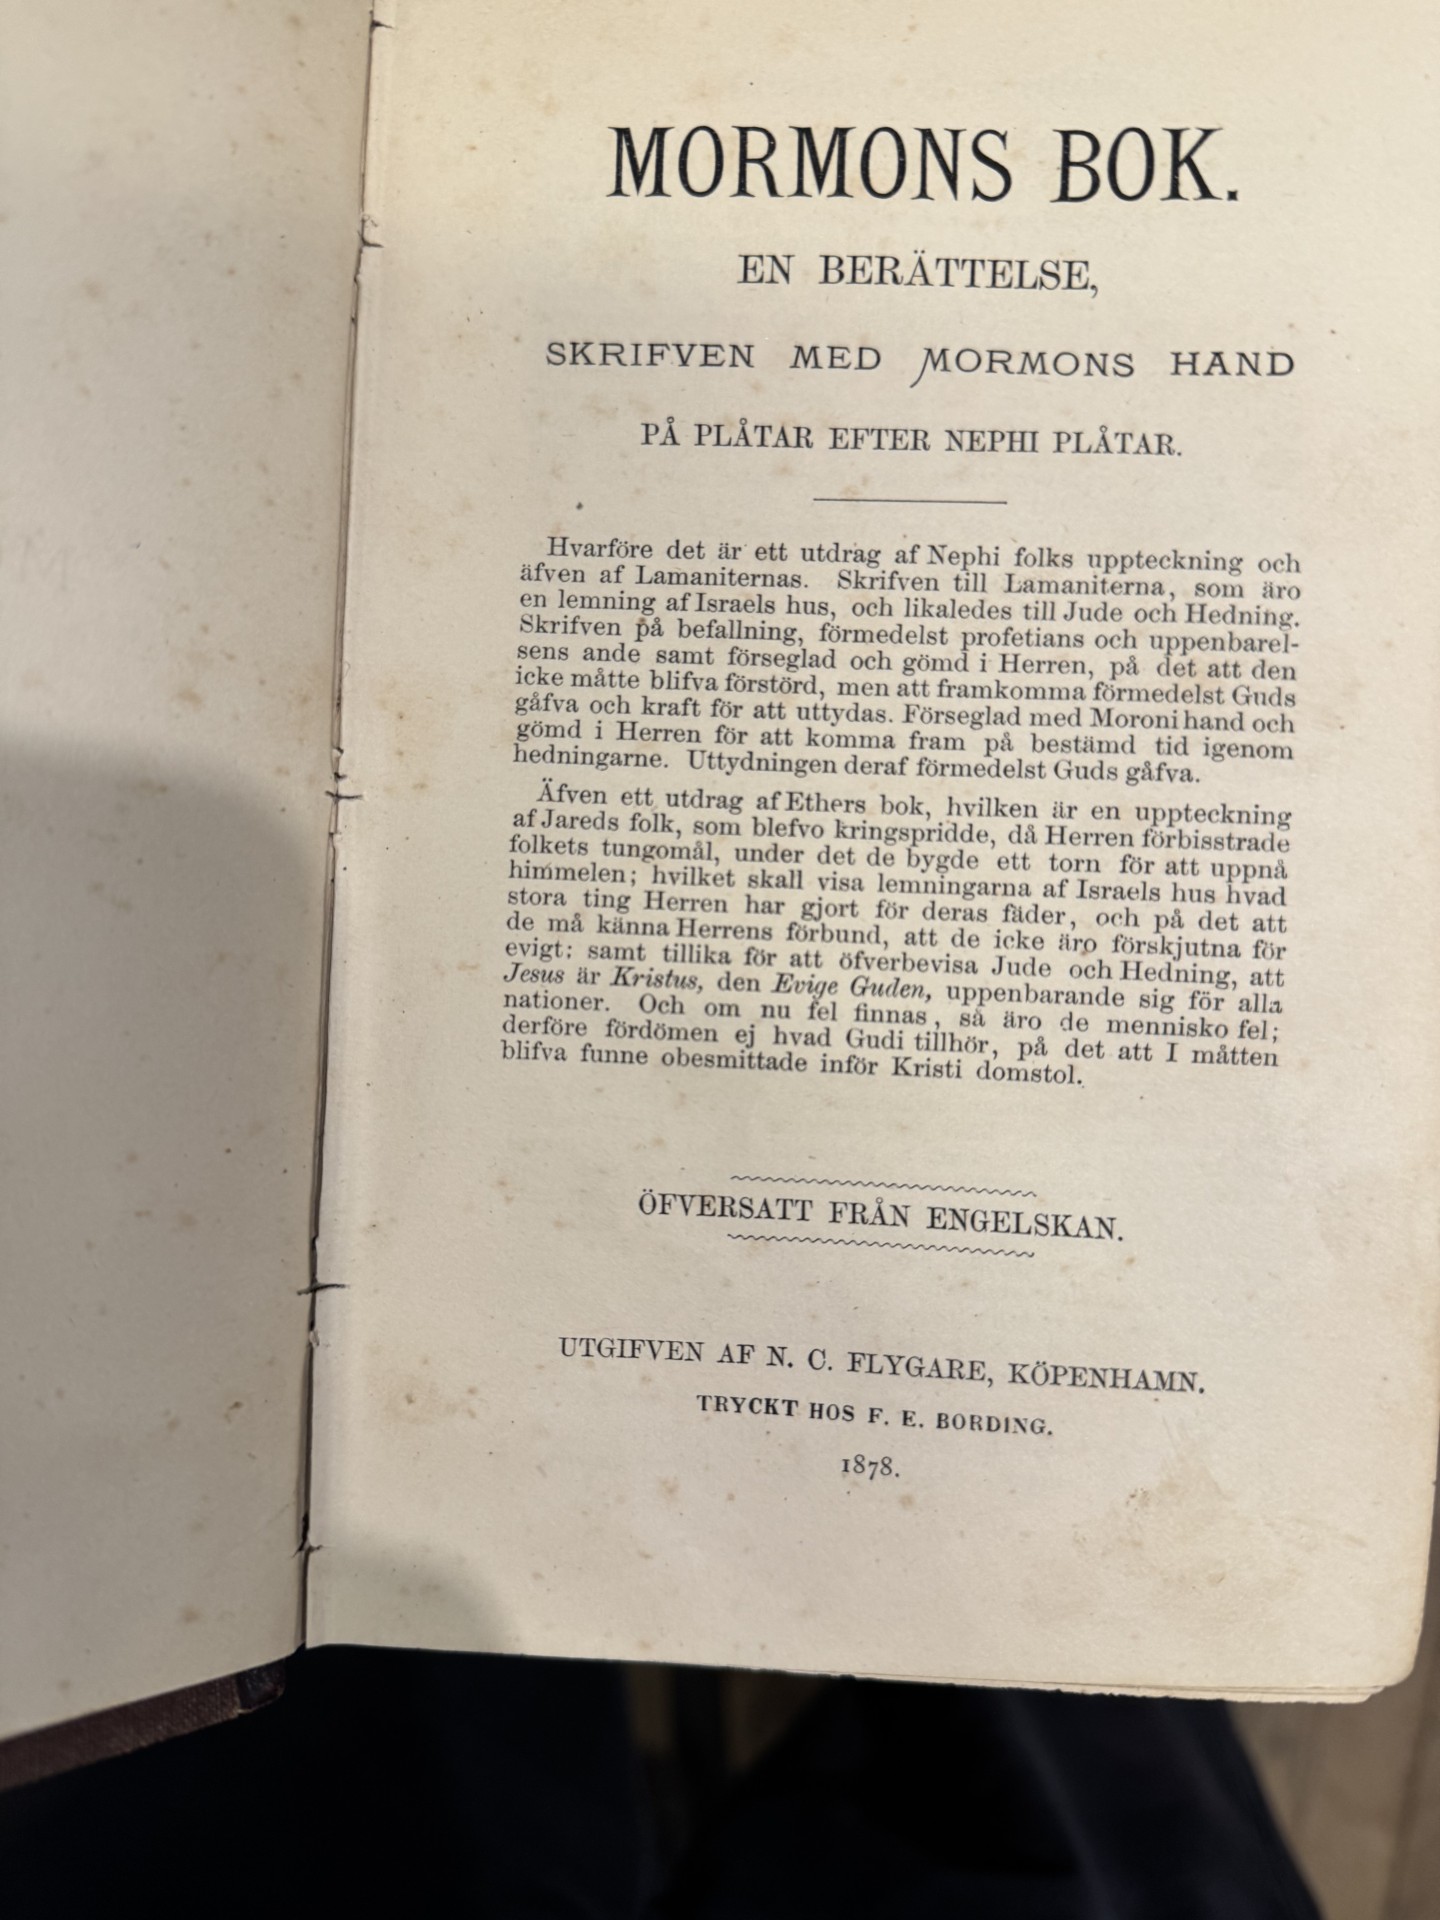 MORMONS BOK.
EN BERÄTTELSE,
SKRIFVEN MED MORMONS HAND
PÅ PLÅTAR EFTER NEPHI PLÅTAR.
Hvarföre det är ett utdrag af Nephi folks uppteckning och
äfven af Lamaniternas. Skrifven till Lamaniterna, som äro
en lemning af Israels hus, och likaledes till Jude och Hedning.
Skrifven på befallning, förmedelst profetians och uppenbarel-
sens ande samt förseglad och gömd i Herren, på det att den
icke måtte blifva förstörd, men att framkomma förmedelst Guds
gåfva och kraft för att uttydas. Förseglad med Moroni hand och
gömd i Herren för att komma fram på bestämd tid igenom
hedningarne. Uttydningen deraf förmedelst Guds gåfva.
Äfven ett utdrag af Ethers bok, hvilken är en uppteckning
af Jareds folk, som blefvo kringspridde, då Herren förbisstrade
folkets tungomål, under det de bygde ett torn för att uppnå
himmelen; hvilket skall visa lemningarna af Israels hus hvad
stora ting Herren har gjort för deras fäder, och på det att
de må känna Herrens förbund, att de icke äro förskjutna för
evigt: samt tillika för att öfverbevisa Jude och Hedning, att
Jesus är Kristus, den Evige Guden, uppenbarande sig för alla
nationer. Och om nu fel finnas, så äro de mennisko fel;
derföre fördömen ej hvad Gudi tillhör, på det att I måtten
blifva funne obesmittade inför Kristi domstol.
ÖFVERSATT FRÅN ENGELSKAN.
UTGIFVEN AF N. C. FLYGARE, KÖPENHAMN.
TRYCKT HOS F. E. BORDING.
1878.